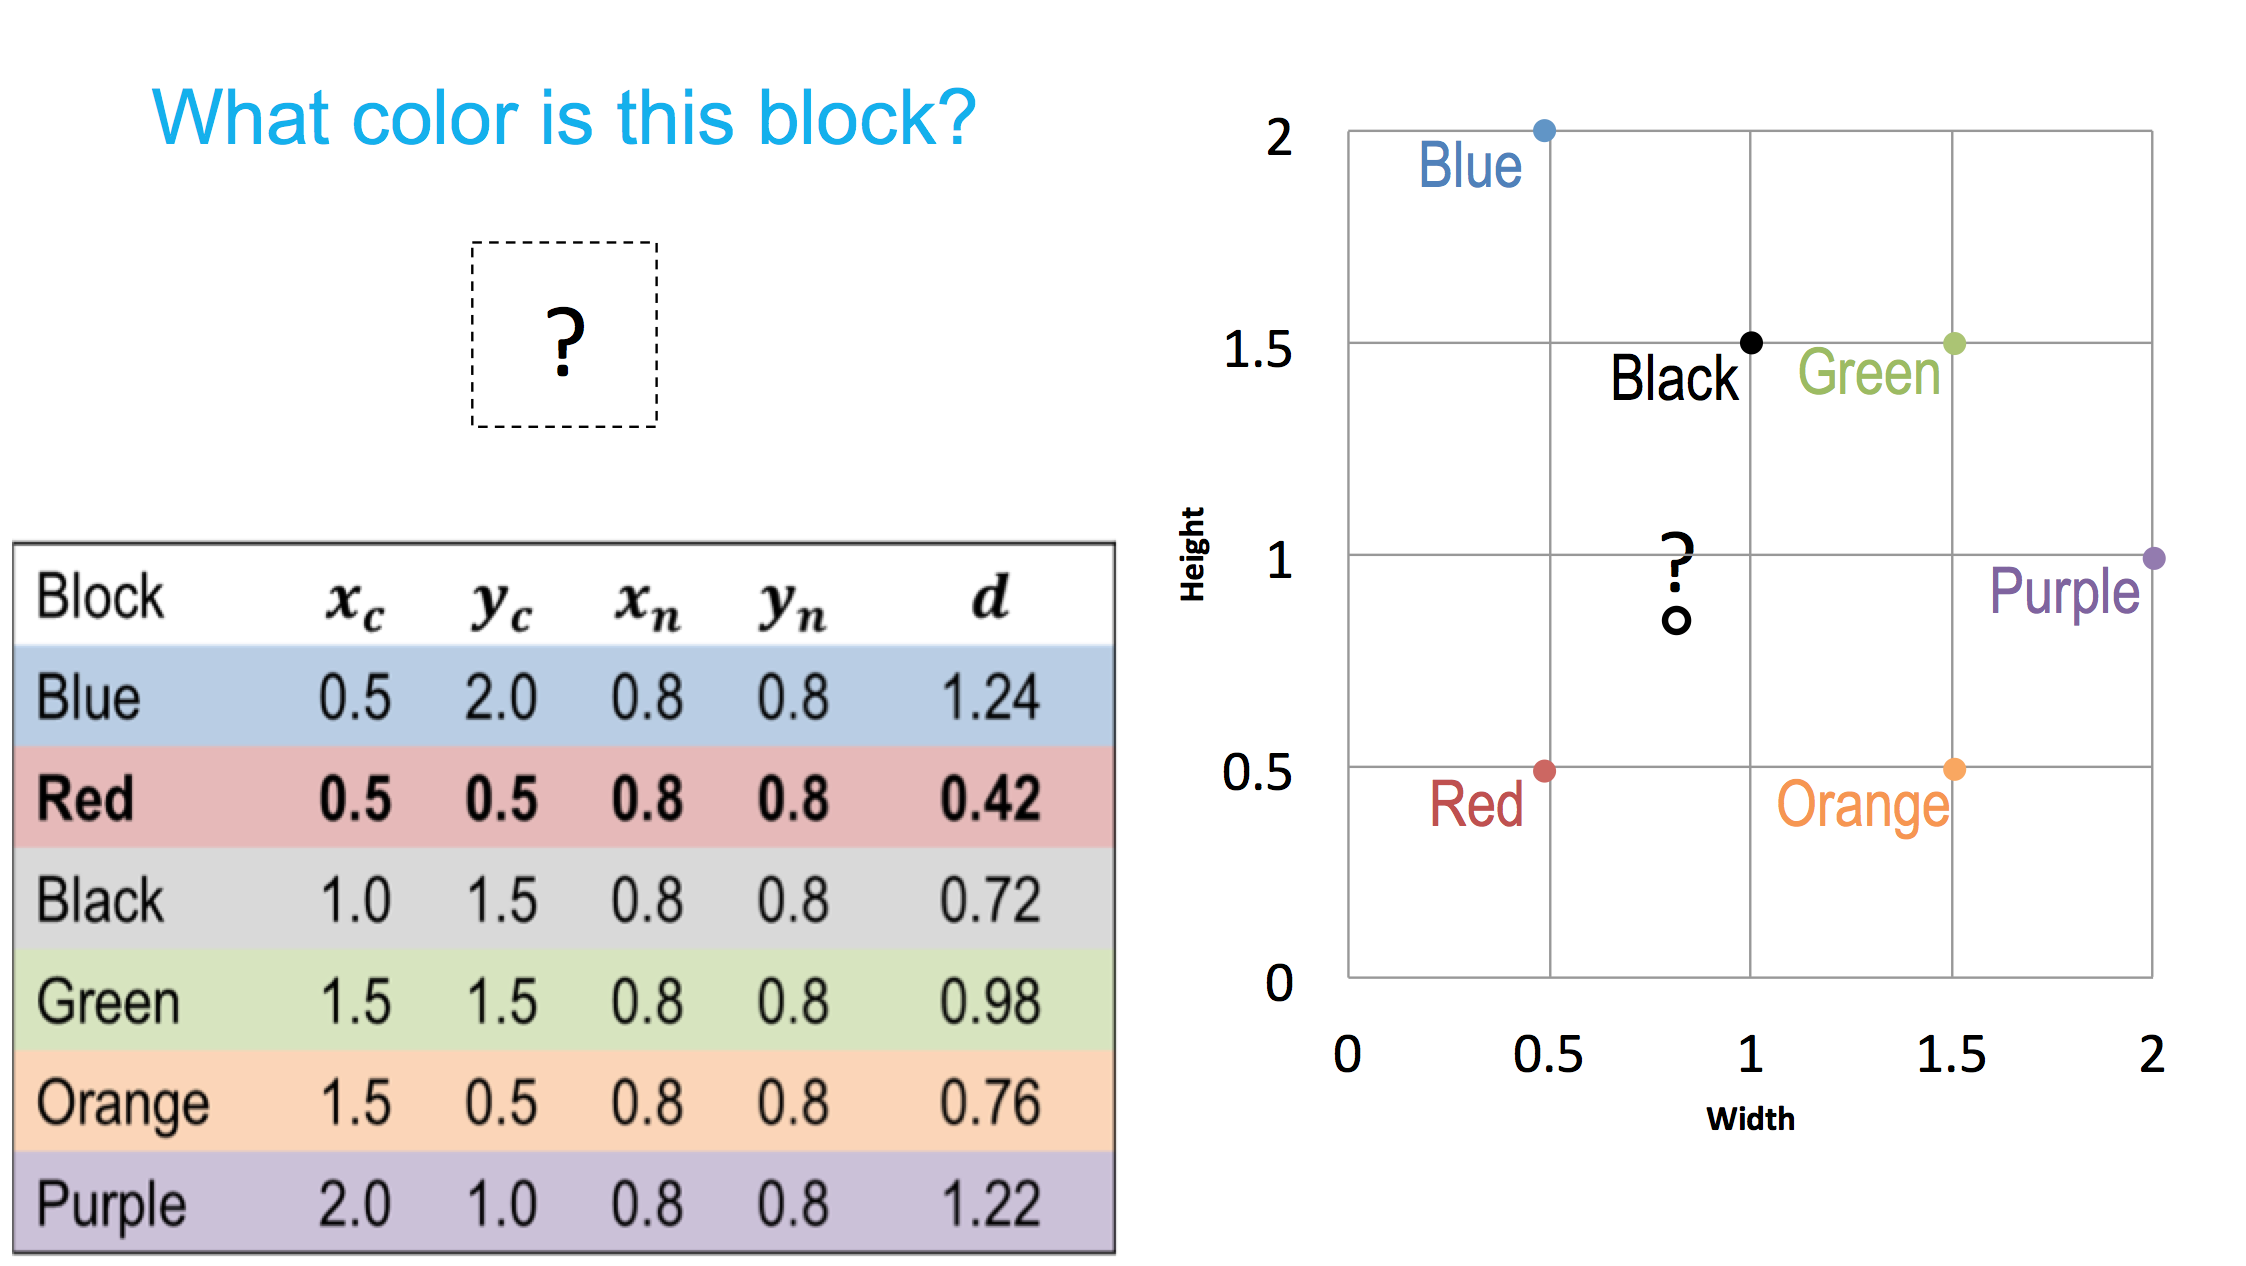 What color is this block?
?
Block x_c y_c x_n y_n d
Blue 0.5 2.0 0.8 0.8 1.24
Red 0.5 0.5 0.8 0.8 0.42
Black 1.0 1.5 0.8 0.8 0.72
Green 1.5 1.5 0.8 0.8 0.98
Orange 1.5 0.5 0.8 0.8 0.76
Purple 2.0 1.0 0.8 0.8 1.22
2
Blue
1.5
Black Green
Height
1
?
Purple
0.5
Red Orange
0
0 0.5 1 1.5 2
Width